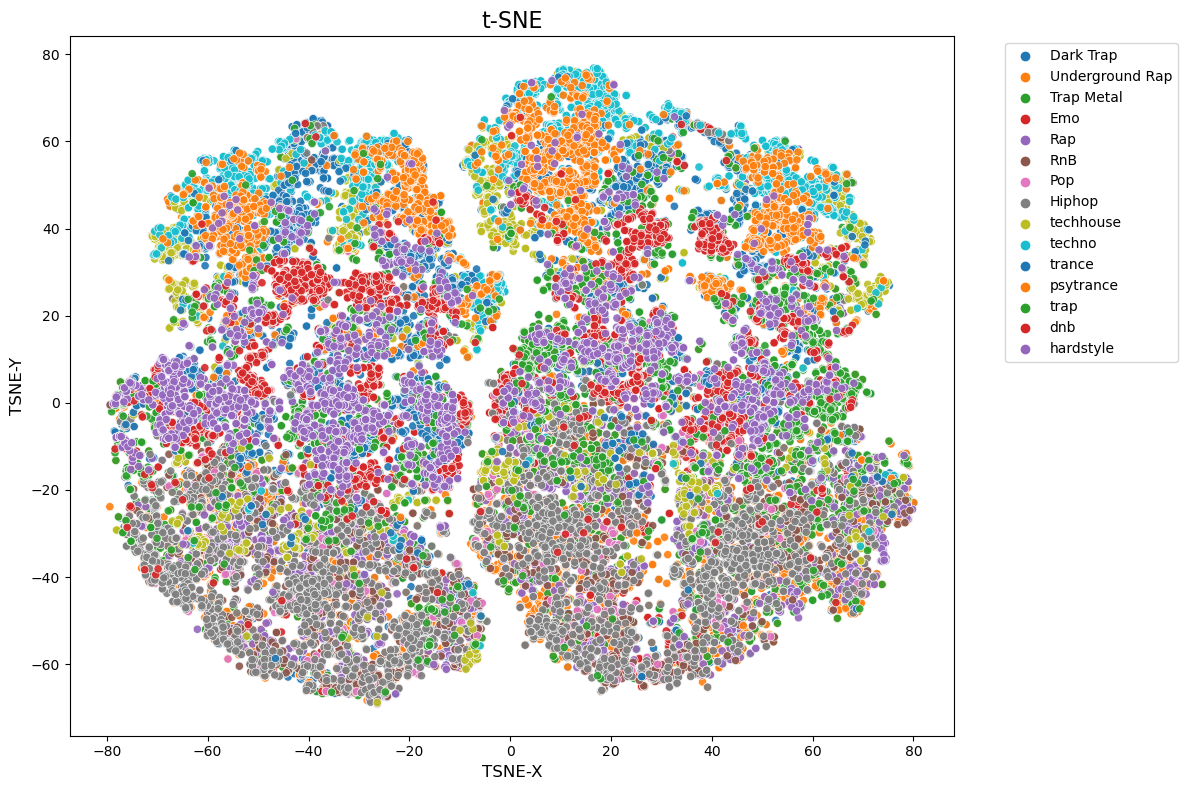 t-SNE
80
60
40
20
0
−20
−40
−60
TSNE-Y
−80
−60
−40
−20
0
20
40
60
80
TSNE-X
Dark Trap
Underground Rap
Trap Metal
Emo
Rap
RnB
Pop
Hiphop
techhouse
techno
trance
psytrance
trap
dnb
hardstyle